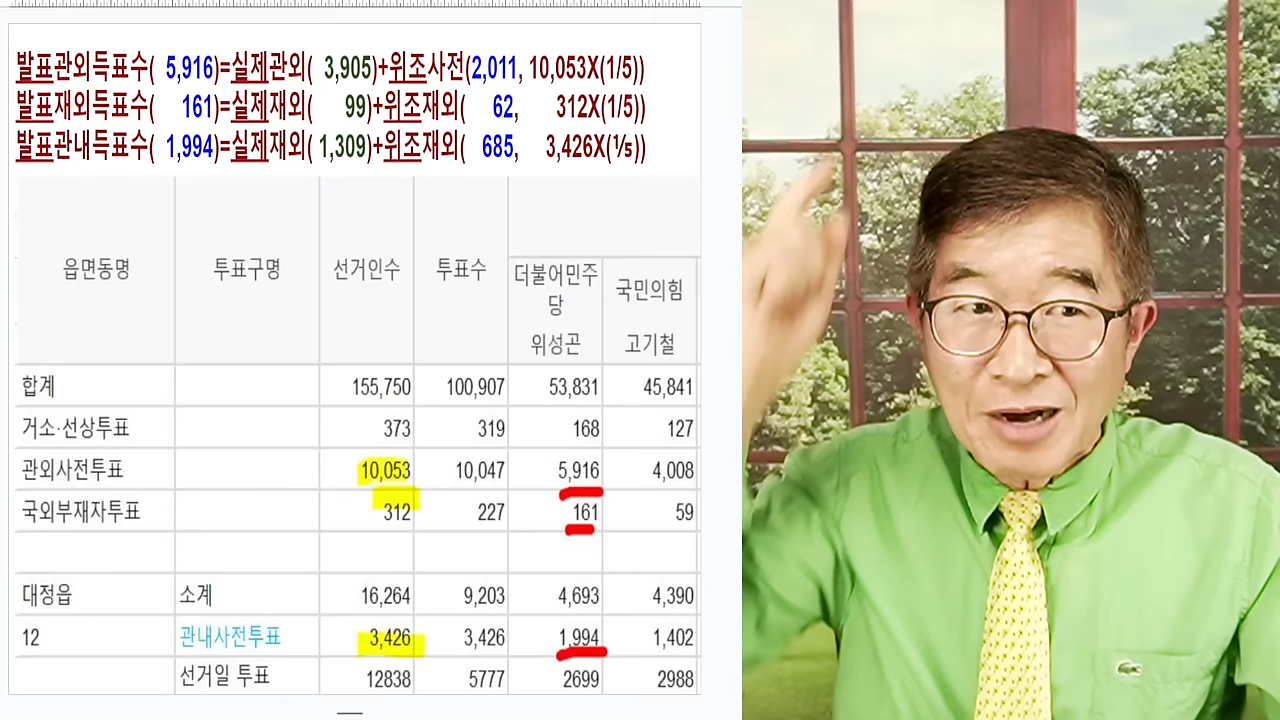 발표관외득표수( 5,916)=실제관외( 3,905)+위조사전(2,011, 10,053X(1/5))
발표재외득표수( 161)=실제재외( 99)+위조재외( 62, 312X(1/5))
발표관내득표수( 1,994)=실제재외( 1,309)+위조재외( 685, 3,426X(⅕))
읍면동명 투표구명 선거인수 투표수 더불어민주당 위성곤 국민의힘 고기철
합계 155,750 100,907 53,831 45,841
거소·선상투표 373 319 168 127
관외사전투표 10,053 10,047 5,916 4,008
국외부재자투표 312 227 161 59
대정읍 소계 16,264 9,203 4,693 4,390
12 관내사전투표 3,426 3,426 1,994 1,402
선거일 투표 12838 5777 2699 2988